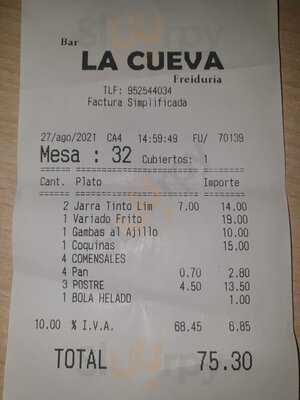 Bar
LA CUEVA
Freiduria
TLF: 952544034
Factura Simplificada
27/ago/2021 CA4 14:59:49 FU/ 70139
Mesa : 32 Cubiertos: 1
Cant. Plato Importe
2 Jarra Tinto Lim 7.00 14.00
1 Variado Frito 19.00
1 Gambas al Ajillo 10.00
1 Coquinas 15.00
4 COMENSALES
4 Pan 0.70 2.80
3 POSTRE 4.50 13.50
1 BOLA HELADO 1.00
10.00 % I.V.A. 68.45 6.85
TOTAL 75.30